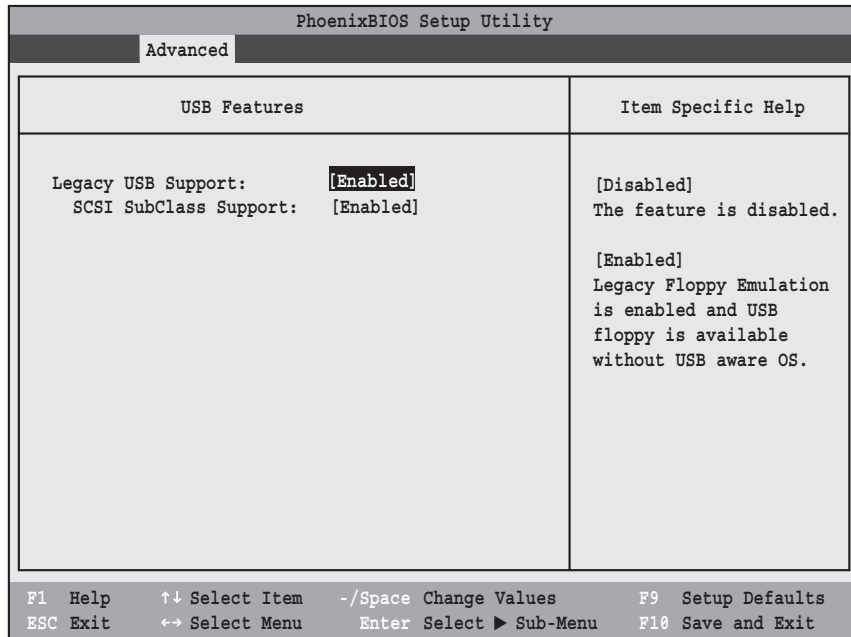 PhoenixBIOS Setup Utility
Advanced
USB Features
Item Specific Help
Legacy USB Support: [Enabled]
SCSI SubClass Support: [Enabled]
[Disabled]
The feature is disabled.
[Enabled]
Legacy Floppy Emulation
is enabled and USB
floppy is available
without USB aware OS.
F1 Help ↑↓ Select Item -/Space Change Values F9 Setup Defaults
ESC Exit ←→ Select Menu Enter Select ▶ Sub-Menu F10 Save and Exit